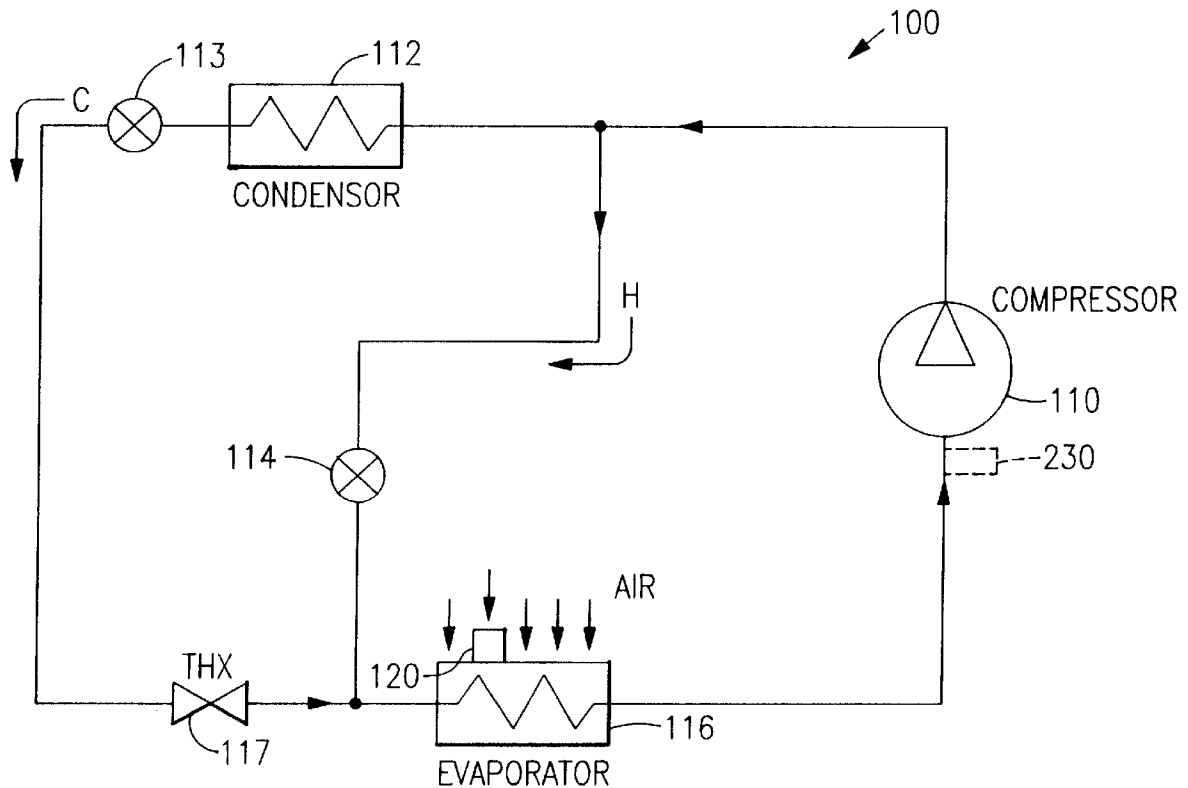 100
113
112
C
CONDENSOR
H
COMPRESSOR
110
114
230
AIR
THX
120
117
116
EVAPORATOR